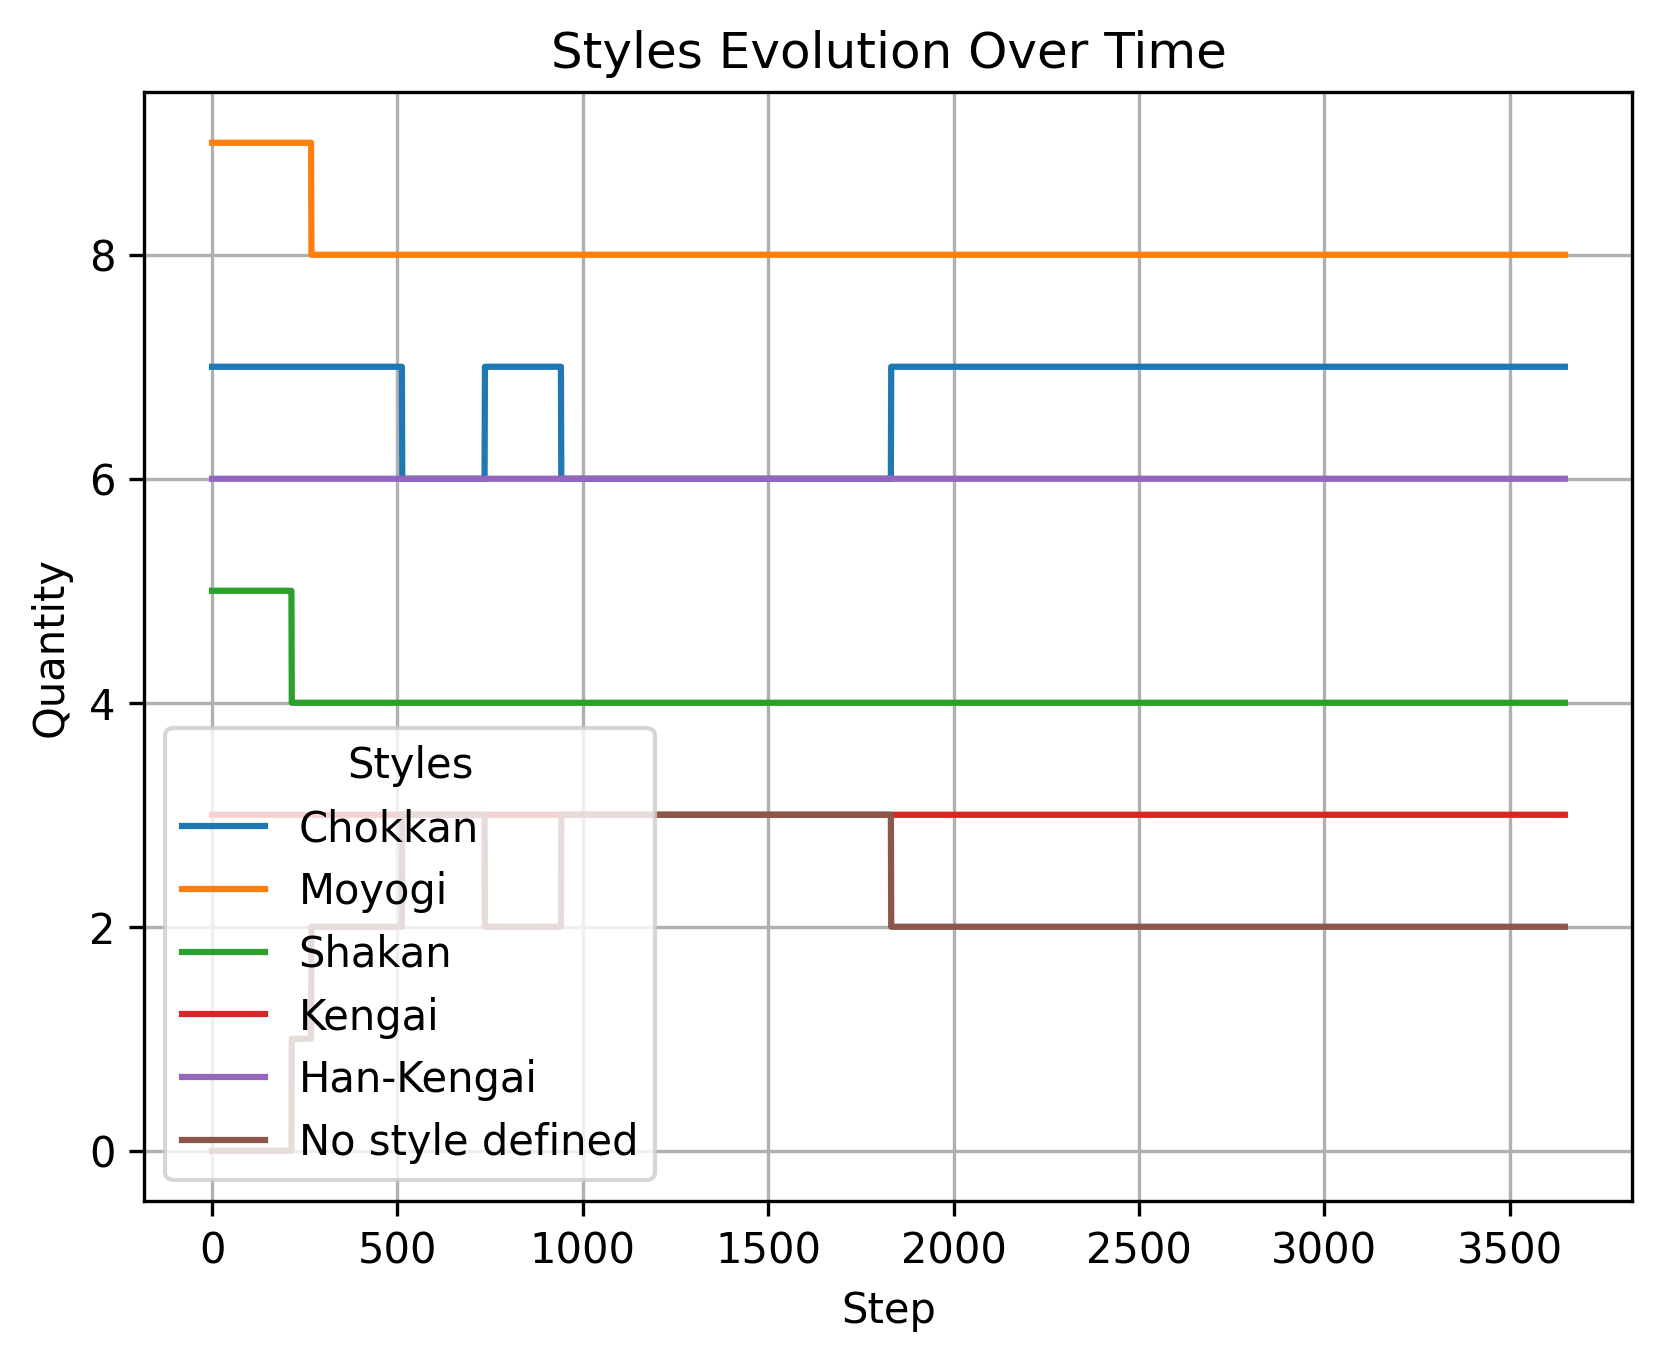 Styles Evolution Over Time
Quantity
8
6
4
2
0
Styles
Chokkan
Moyogi
Shakan
Kengai
Han-Kengai
No style defined
0 500 1000 1500 2000 2500 3000 3500
Step